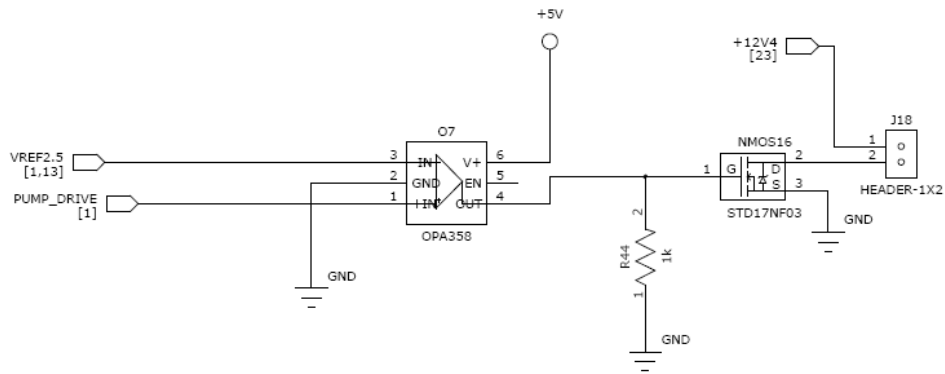 +5V
+12V4
[23]
J18
1
2
HEADER-1X2
O7
VREF2.5
[1,13]
PUMP_DRIVE
[1]
3 IN- V+ 6
2 GND EN 5
1 +IN OUT 4
OPA358
GND
NMOS16
1 G D 2
S 3
STD17NF03
GND
2
R44
1k
1
GND